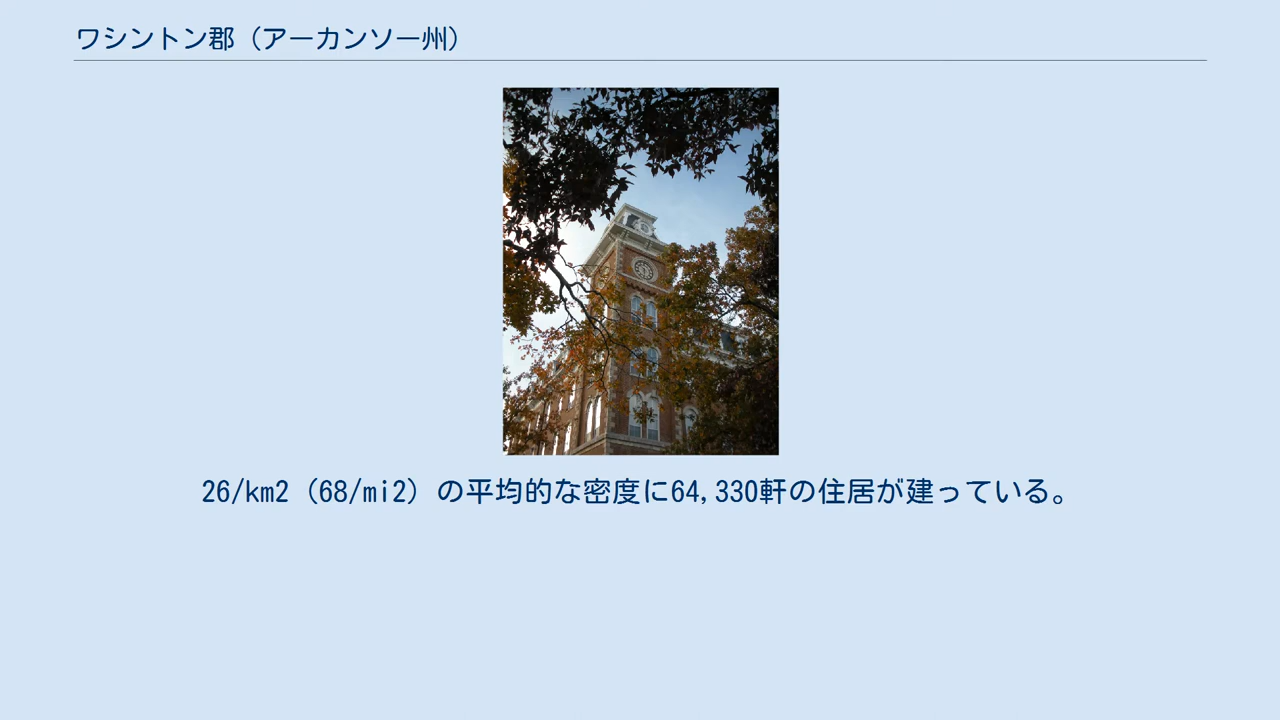 ワシントン郡（アーカンソー州）
26/km2（68/mi2）の平均的な密度に64,330軒の住居が建っている。